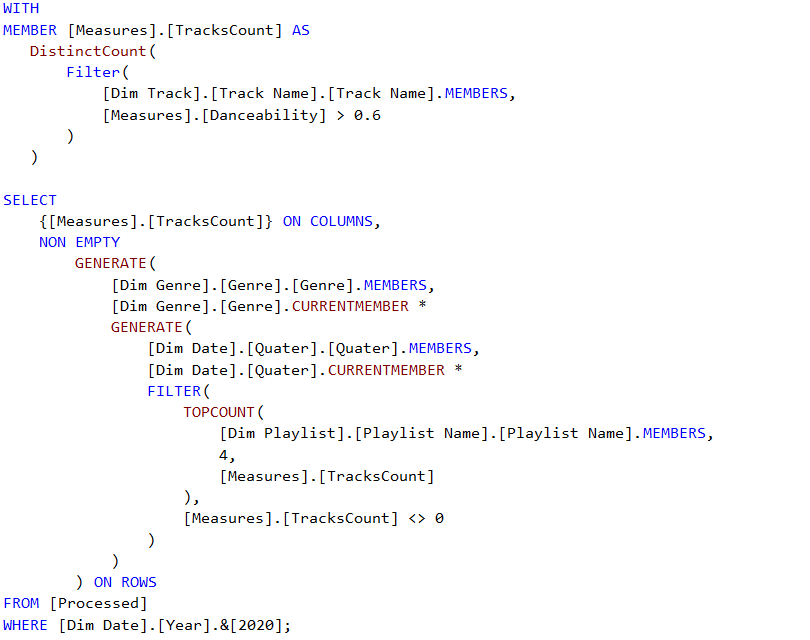 WITH
MEMBER [Measures].[TracksCount] AS
DistinctCount(
Filter(
[Dim Track].[Track Name].[Track Name].MEMBERS,
[Measures].[Danceability] > 0.6
)
)
SELECT
{[Measures].[TracksCount]} ON COLUMNS,
NON EMPTY
GENERATE(
[Dim Genre].[Genre].[Genre].MEMBERS,
[Dim Genre].[Genre].CURRENTMEMBER *
GENERATE(
[Dim Date].[Quater].[Quater].MEMBERS,
[Dim Date].[Quater].CURRENTMEMBER *
FILTER(
TOPCOUNT(
[Dim Playlist].[Playlist Name].[Playlist Name].MEMBERS,
4,
[Measures].[TracksCount]
),
[Measures].[TracksCount] <> 0
)
)
) ON ROWS
FROM [Processed]
WHERE [Dim Date].[Year].&[2020];